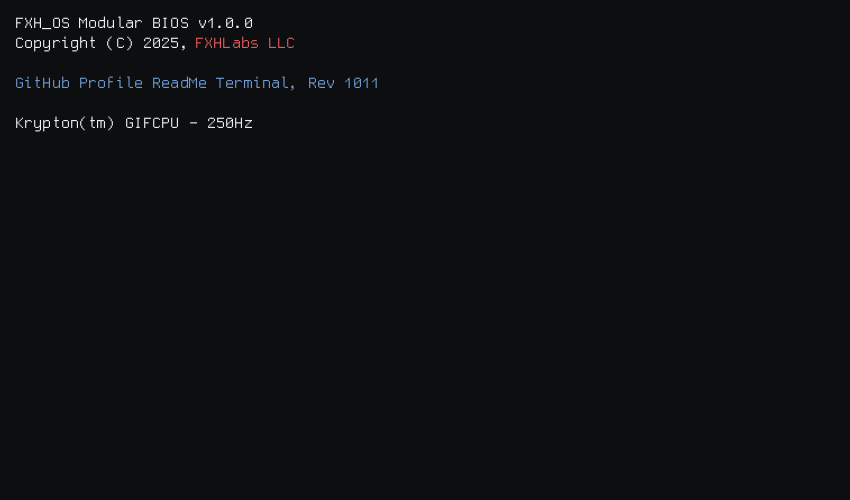 FXH_OS Modular BIOS v1.0.0
Copyright (C) 2025, FXHLabs LLC
GitHub Profile ReadMe Terminal, Rev 1011
Krypton(tm) GIFCPU - 250Hz